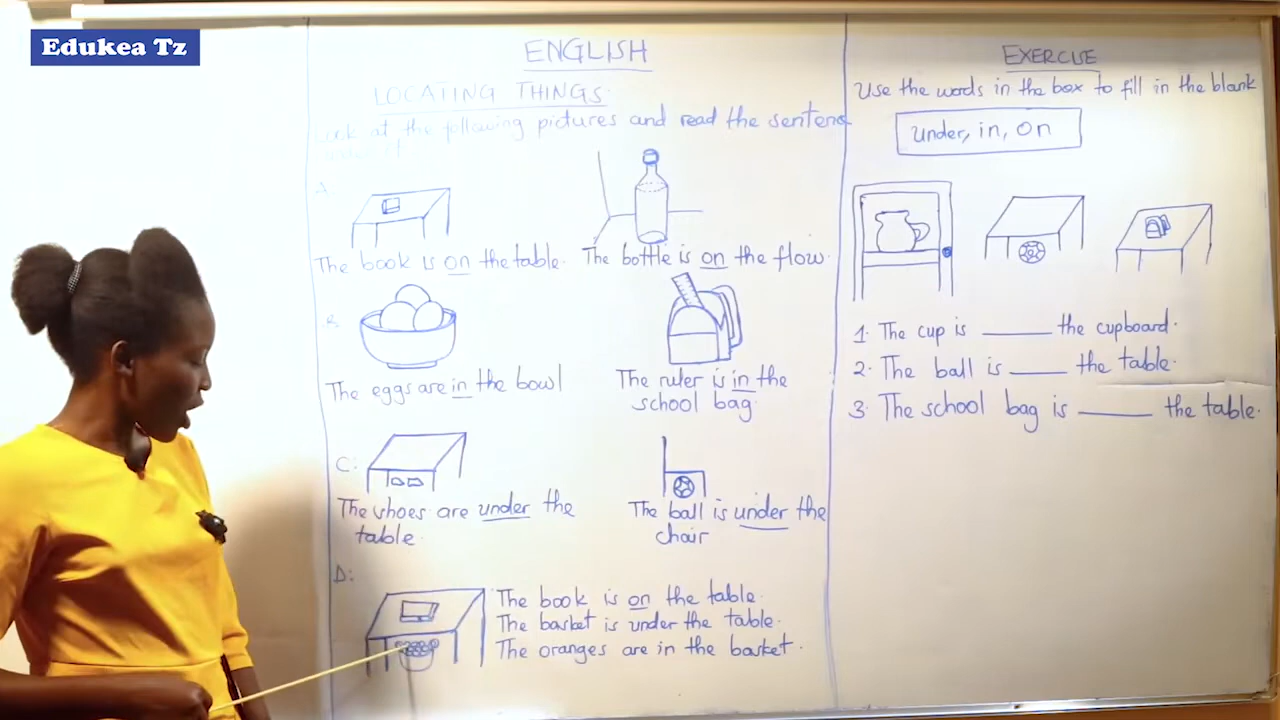 Edukea Tz
ENGLISH
LOCATING THINGS.
Look at the following pictures and read the sentence
A.
The book is on the table.
The bottle is on the flow.
B.
The eggs are in the bowl
The ruler is in the
school bag.
C:
The shoes are under the
table.
The ball is under the
chair
D:
The book is on the table.
The basket is under the table.
The oranges are in the basket.
EXERCISE
Use the words in the box to fill in the blank
under, in, on
1. The cup is ______ the cupboard.
2. The ball is _____ the table.
3. The school bag is ______ the table.